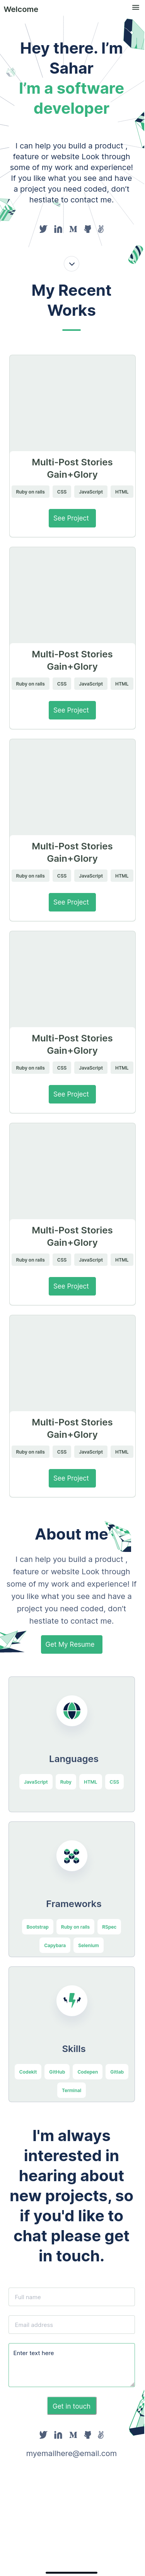 Welcome
Hey there. I’m
Sahar
I’m a software
developer
I can help you build a product ,
feature or website Look through
some of my work and experience!
If you like what you see and have
a project you need coded, don’t
hestiate to contact me.
My Recent
Works
Multi-Post Stories
Gain+Glory
Ruby on rails CSS JavaScript HTML
See Project
Multi-Post Stories
Gain+Glory
Ruby on rails CSS JavaScript HTML
See Project
Multi-Post Stories
Gain+Glory
Ruby on rails CSS JavaScript HTML
See Project
Multi-Post Stories
Gain+Glory
Ruby on rails CSS JavaScript HTML
See Project
Multi-Post Stories
Gain+Glory
Ruby on rails CSS JavaScript HTML
See Project
Multi-Post Stories
Gain+Glory
Ruby on rails CSS JavaScript HTML
See Project
About me
I can help you build a product ,
feature or website Look through
some of my work and experience! If
you like what you see and have a
project you need coded, don’t
hestiate to contact me.
Get My Resume
Languages
JavaScript Ruby HTML CSS
Frameworks
Bootstrap Ruby on rails RSpec
Capybara Selenium
Skills
Codekit GitHub Codepen Gitlab
Terminal
I'm always
interested in
hearing about
new projects, so
if you'd like to
chat please get
in touch.
Full name
Email address
Enter text here
Get in touch
myemailhere@email.com